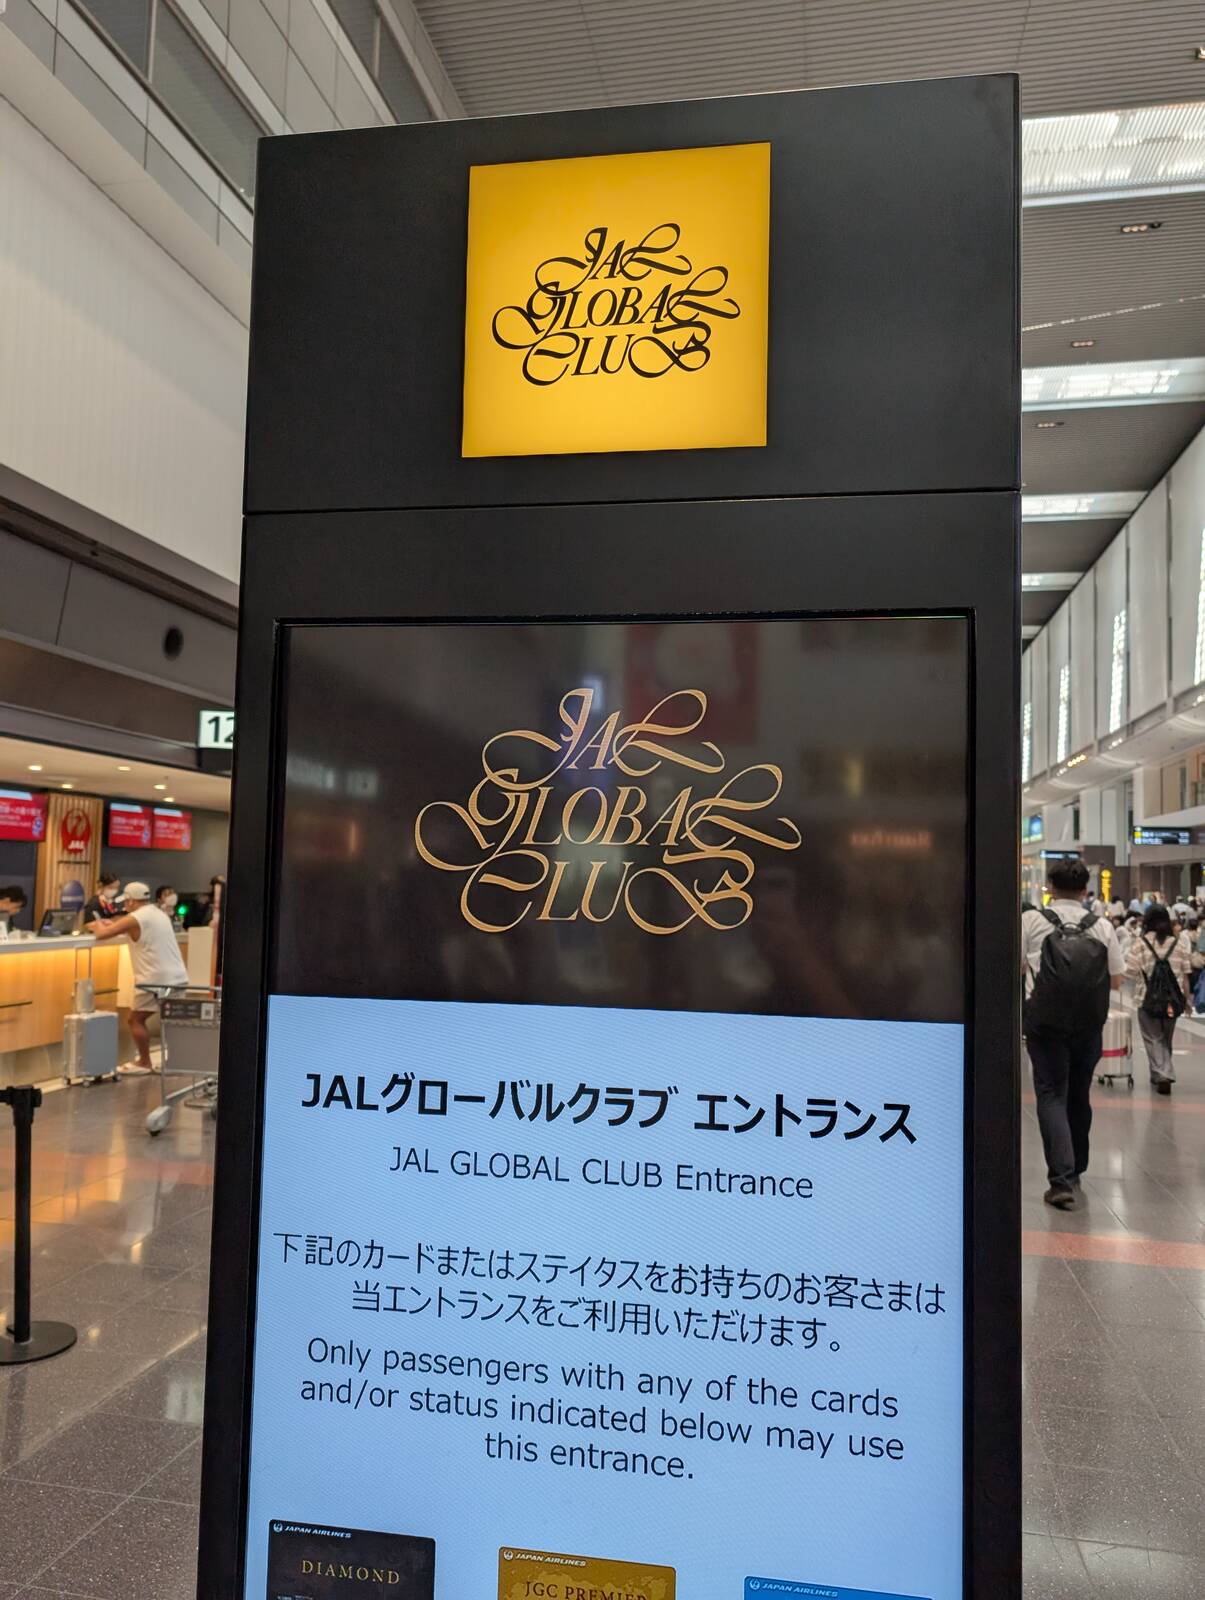 JAL
GLOBAL
CLUB
JAL
GLOBAL
CLUB
JALグローバルクラブ エントランス
JAL GLOBAL CLUB Entrance
下記のカードまたはステイタスをお持ちのお客さまは
当エントランスをご利用いただけます。
Only passengers with any of the cards
and/or status indicated below may use
this entrance.
JAPAN AIRLINES
DIAMOND
JAPAN AIRLINES
JGC PREMIER
JAPAN AIRLINES
12
JAL